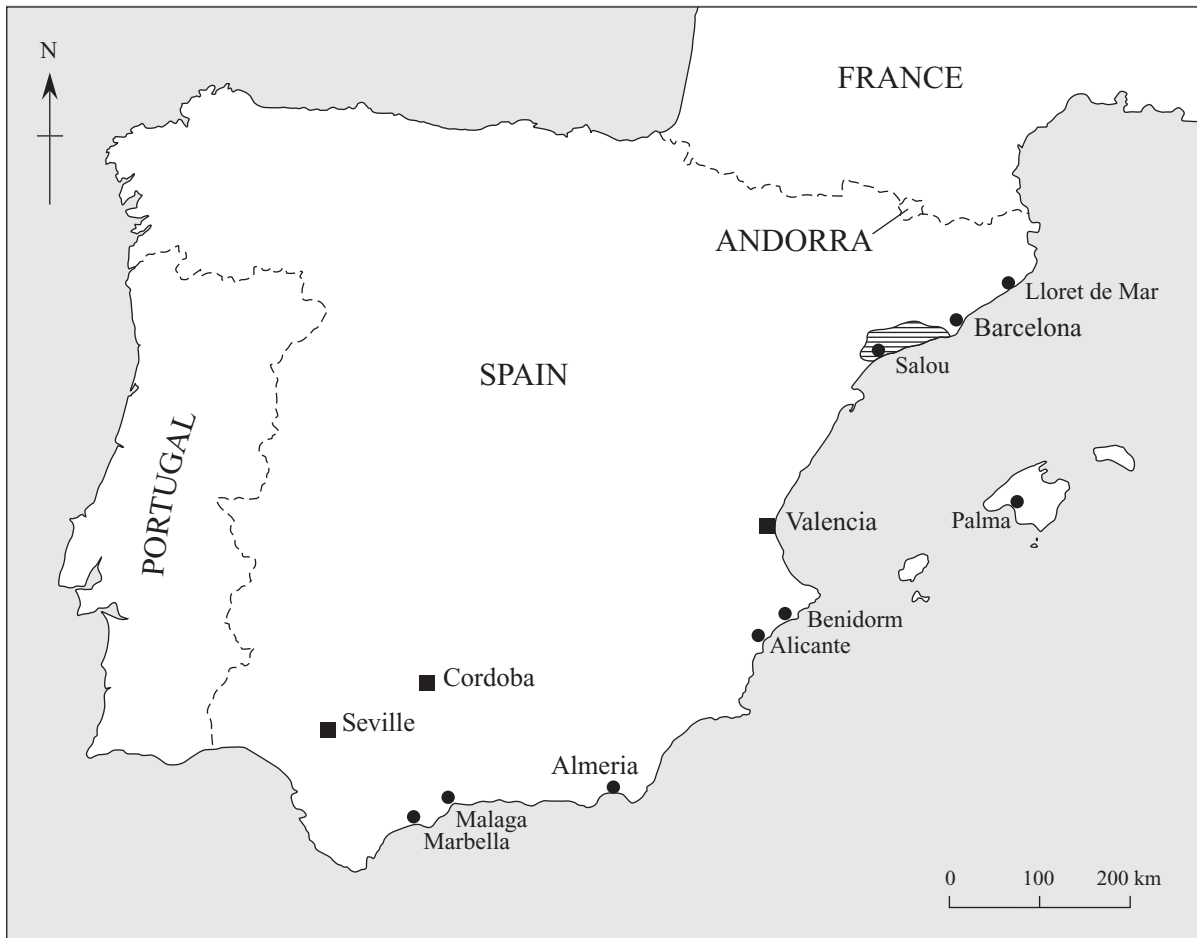 N
FRANCE
ANDORRA
Lloret de Mar
Barcelona
Salou
SPAIN
PORTUGAL
Palma
Valencia
Benidorm
Alicante
Cordoba
Seville
Almeria
Malaga
Marbella
0 100 200 km